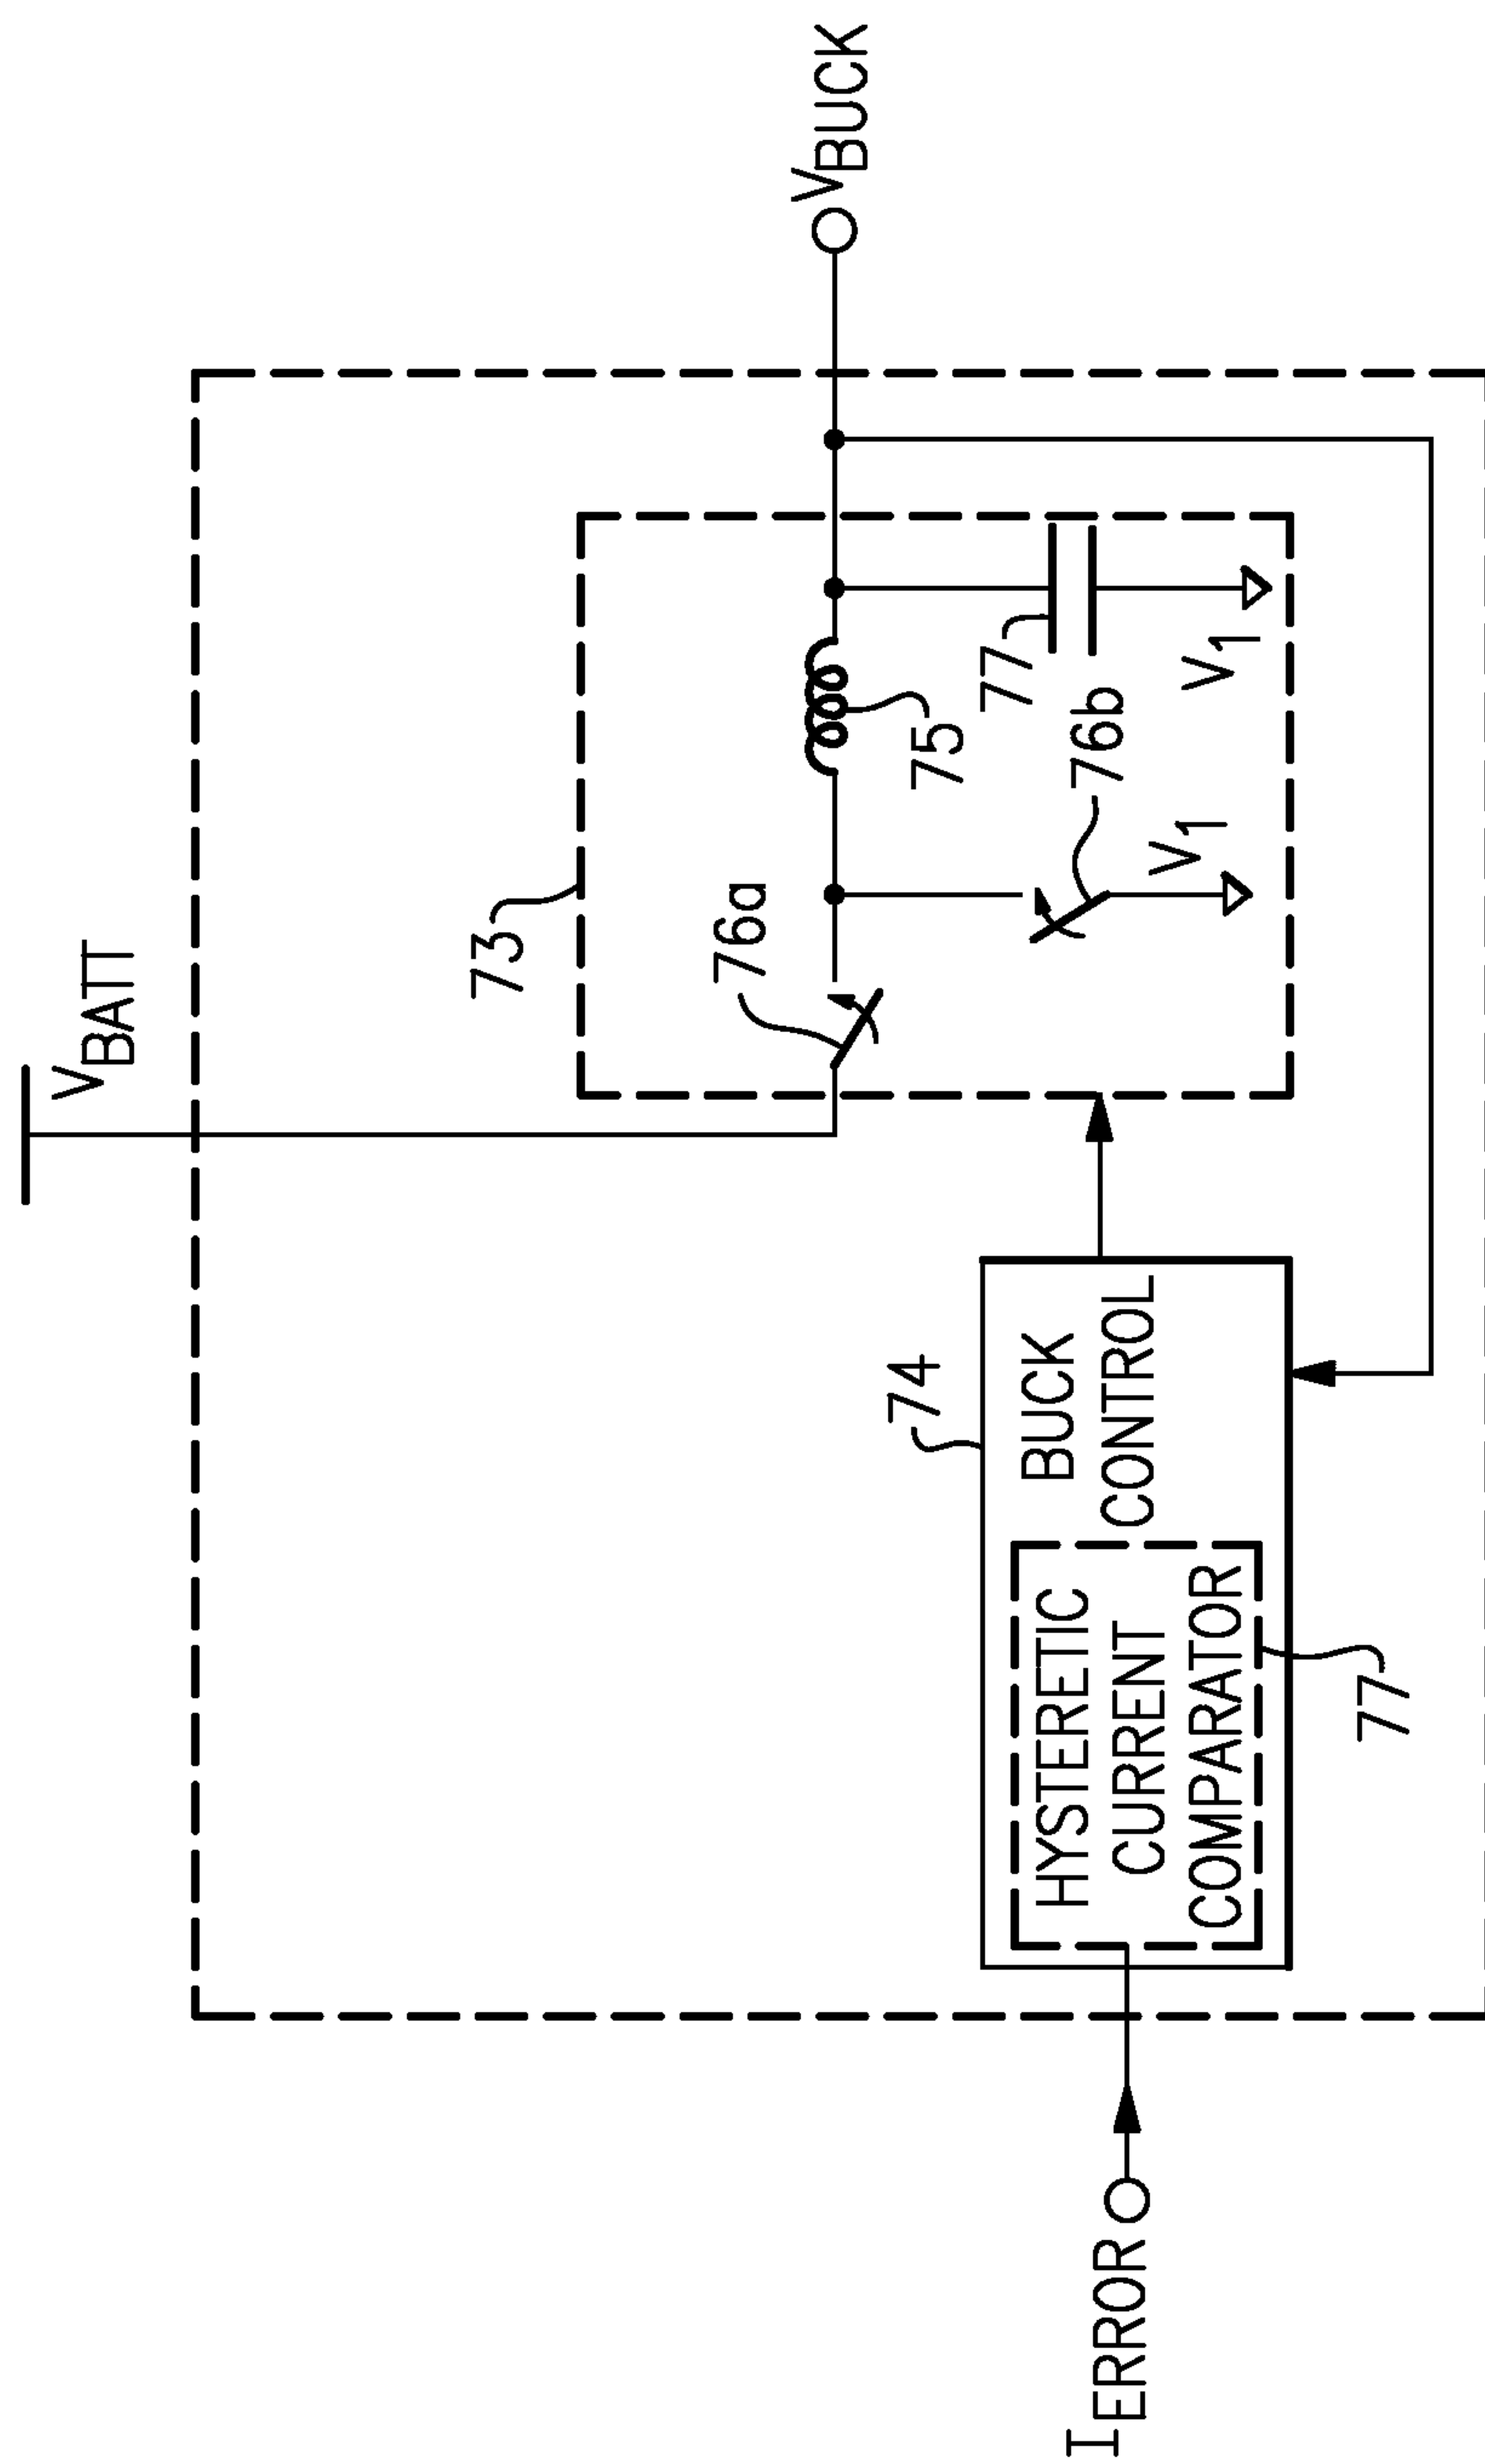 VBATT
73
76a
VBUCK
75
77
76b
V1
V1
74
BUCK
CONTROL
HYSTERETIC
CURRENT
COMPARATOR
77
IERROR